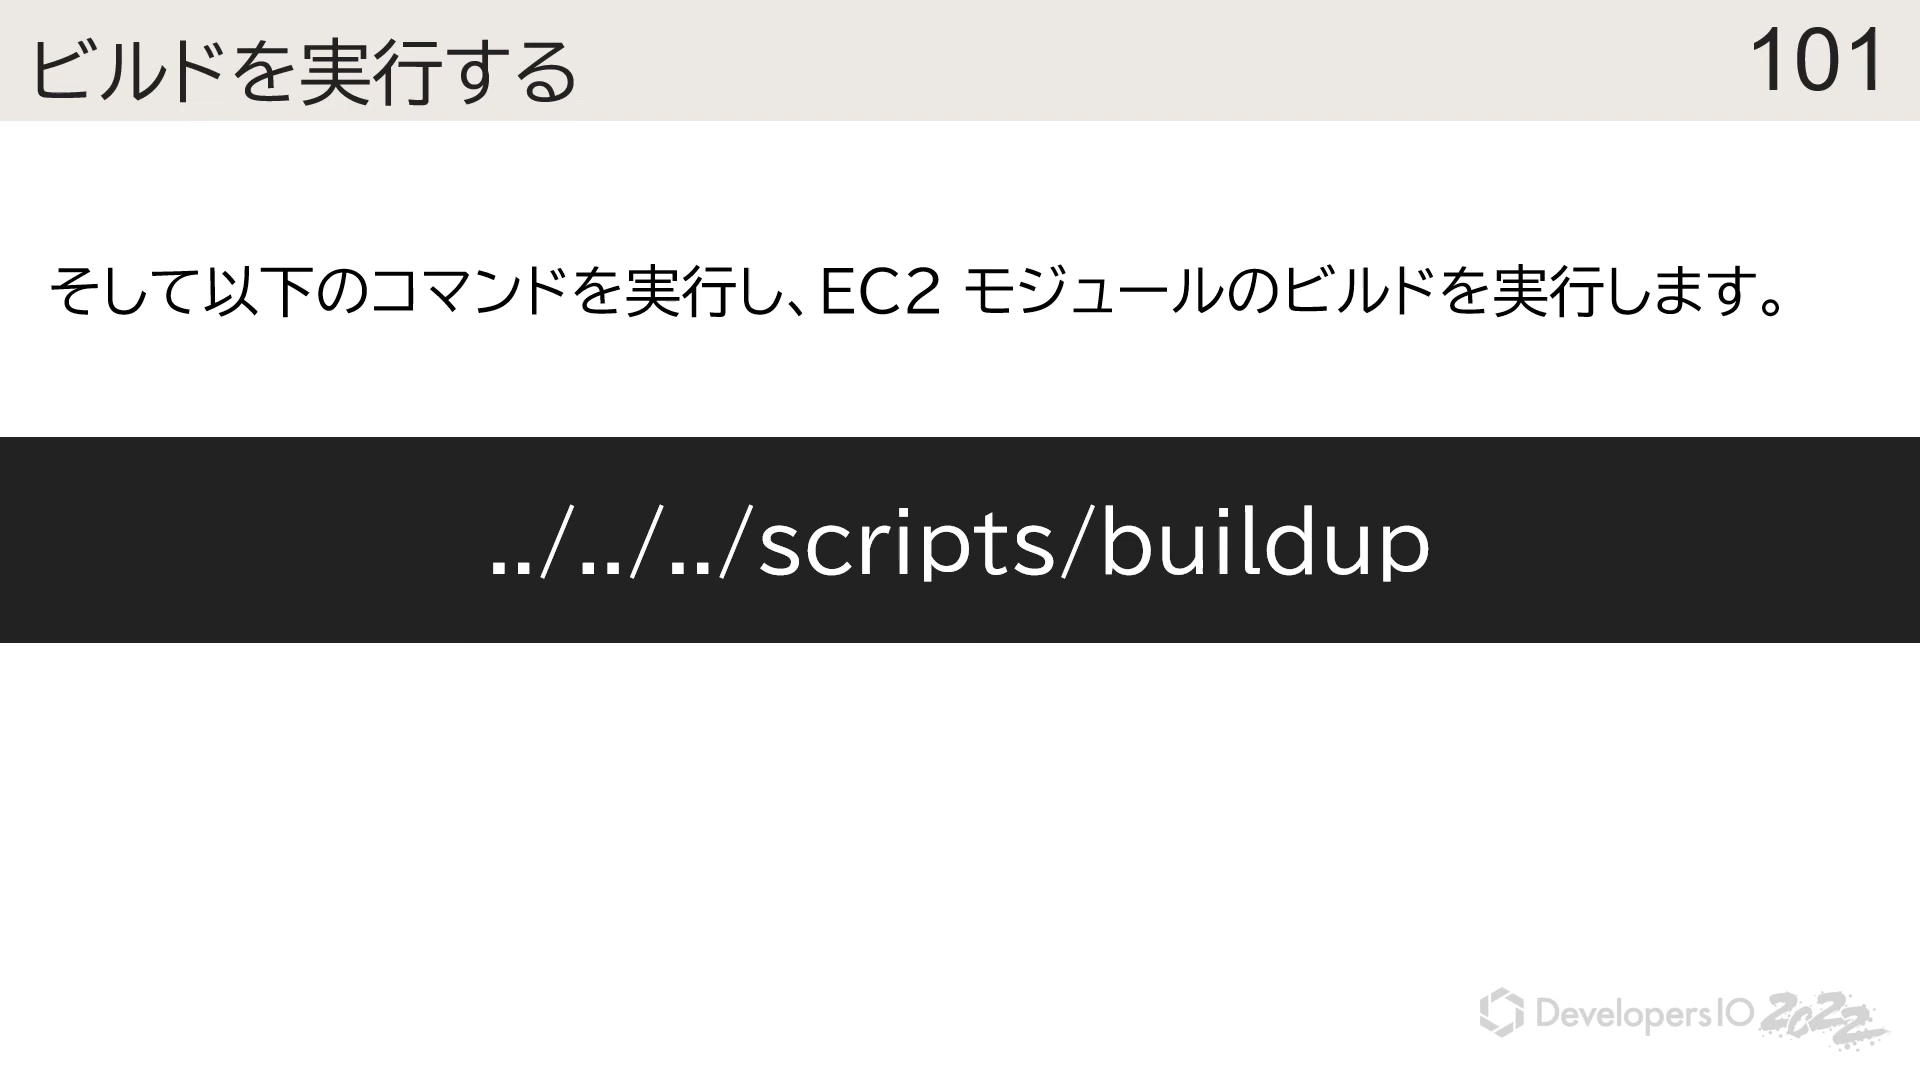 ビルドを実行する
101
そして以下のコマンドを実行し、EC2 モジュールのビルドを実行します。
../../../scripts/buildup
DevelopersIO 2022